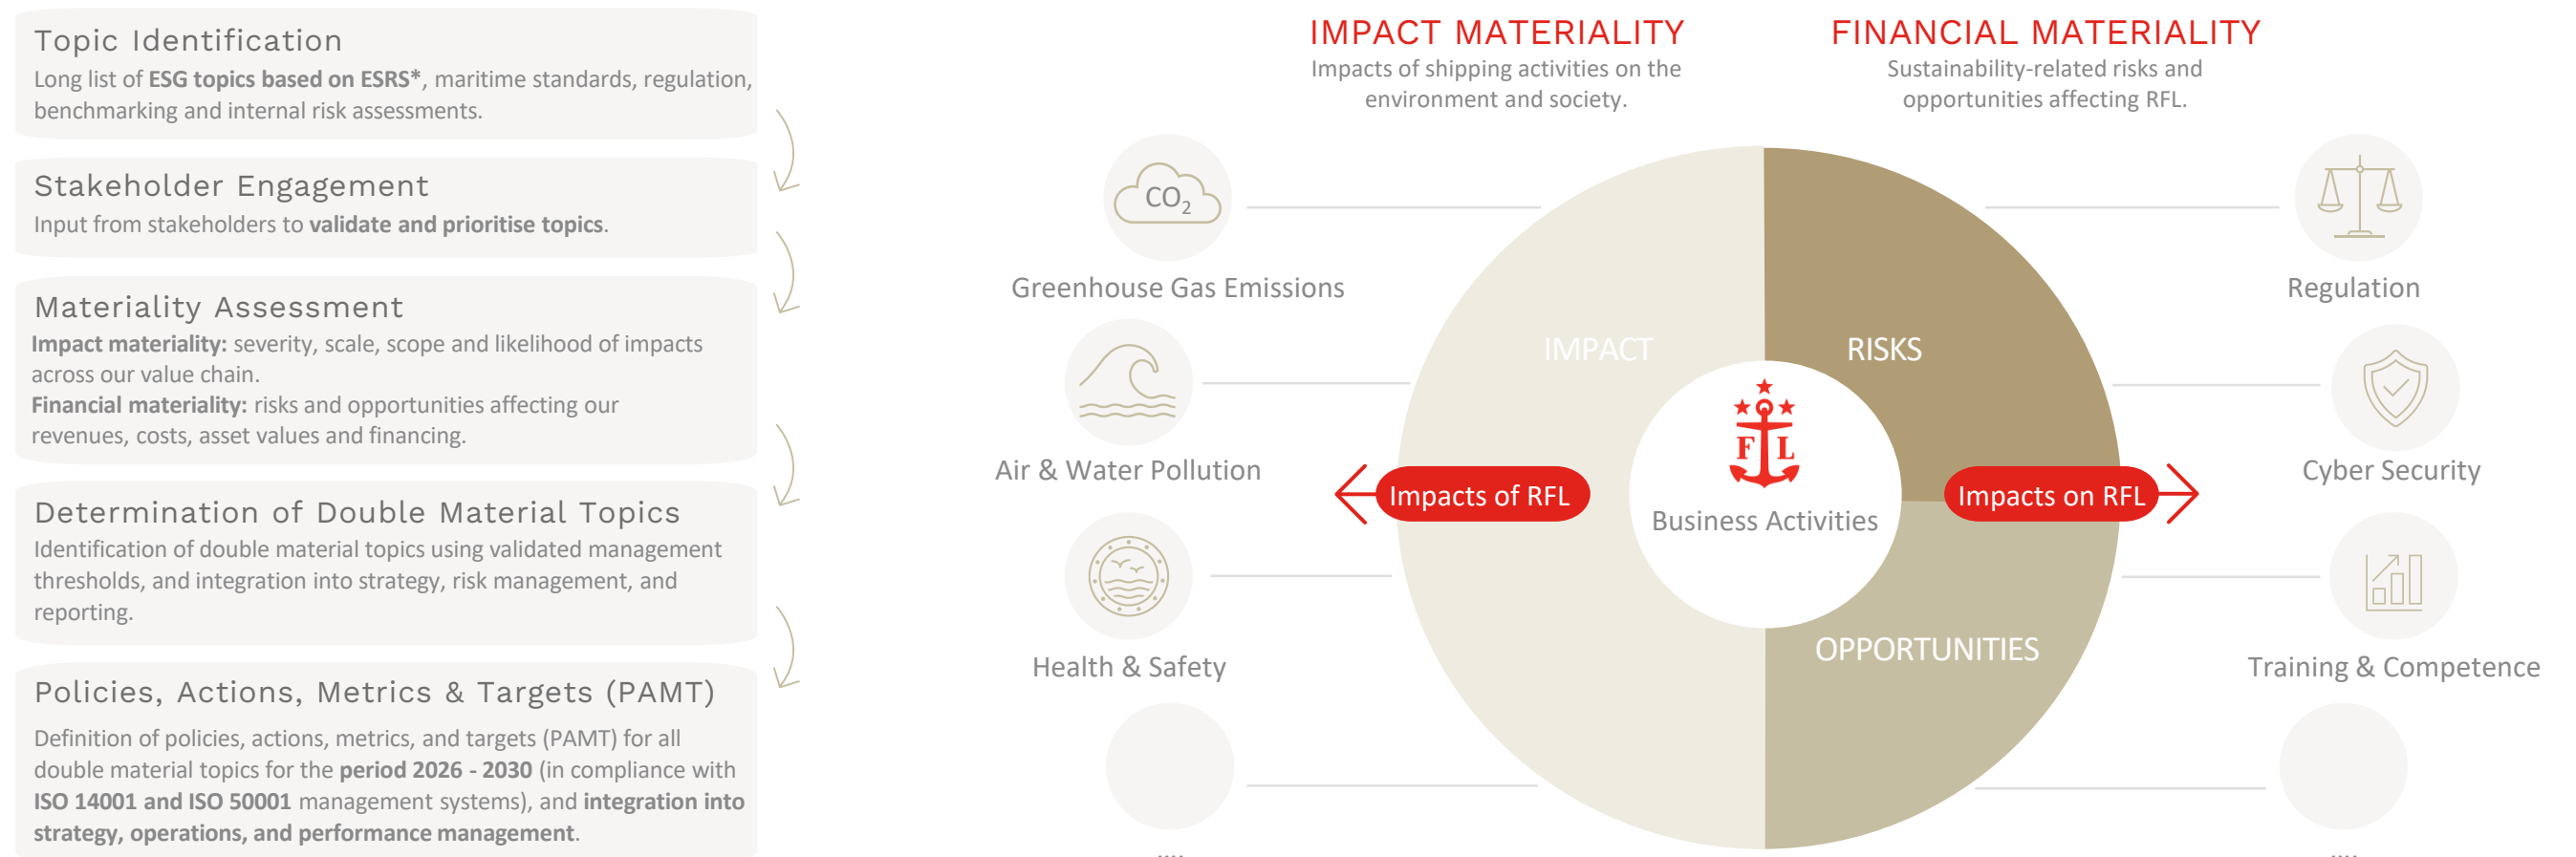 Topic Identification
Long list of ESG topics based on ESRS*, maritime standards, regulation,
benchmarking and internal risk assessments.
Stakeholder Engagement
Input from stakeholders to validate and prioritise topics.
Materiality Assessment
Impact materiality: severity, scale, scope and likelihood of impacts
across our value chain.
Financial materiality: risks and opportunities affecting our
revenues, costs, asset values and financing.
Determination of Double Material Topics
Identification of double material topics using validated management
thresholds, and integration into strategy, risk management, and
reporting.
Policies, Actions, Metrics & Targets (PAMT)
Definition of policies, actions, metrics, and targets (PAMT) for all
double material topics for the period 2026 - 2030 (in compliance with
ISO 14001 and ISO 50001 management systems), and integration into
strategy, operations, and performance management.
IMPACT MATERIALITY
Impacts of shipping activities on the
environment and society.
FINANCIAL MATERIALITY
Sustainability-related risks and
opportunities affecting RFL.
CO2
Greenhouse Gas Emissions
Air & Water Pollution
Health & Safety
....
IMPACT
RISKS
F L
Business Activities
Impacts of RFL
Impacts on RFL
OPPORTUNITIES
Regulation
Cyber Security
Training & Competence
....